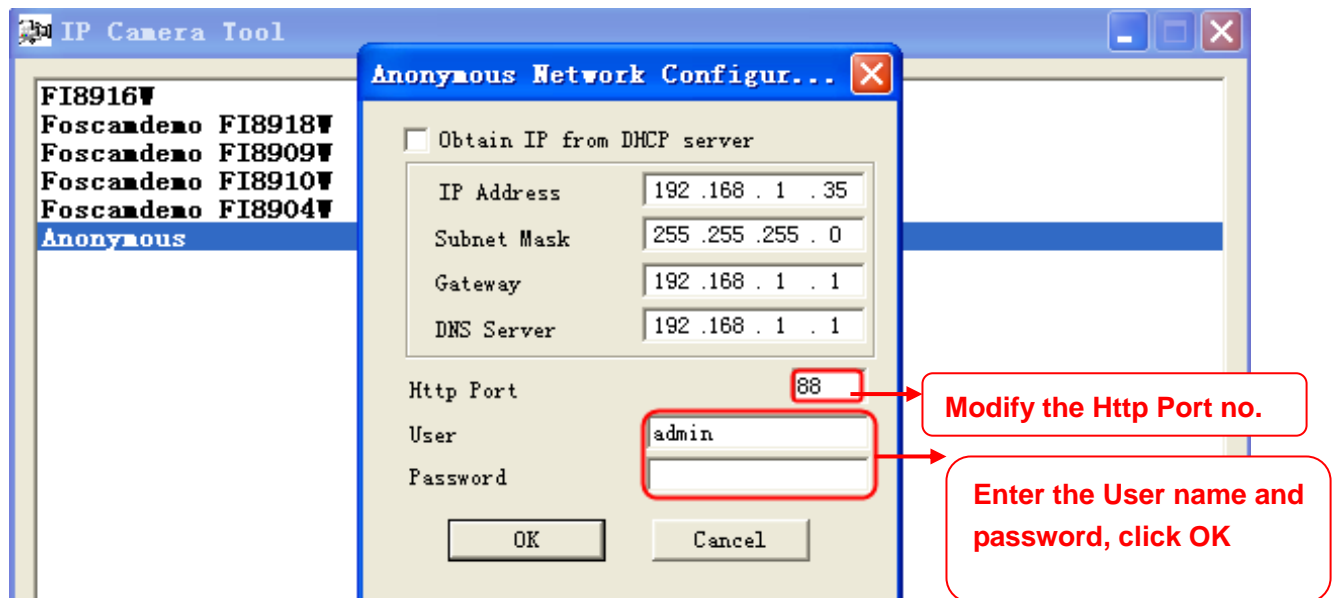 IP Camera Tool
FI8916W
Foscamdemo FI8918W
Foscamdemo FI8909W
Foscamdemo FI8910W
Foscamdemo FI8904W
Anonymous
Anonymous Network Configur...
Obtain IP from DHCP server
IP Address 192 .168 . 1 . 35
Subnet Mask 255 .255 .255 . 0
Gateway 192 .168 . 1 . 1
DNS Server 192 .168 . 1 . 1
Http Port 88
User admin
Password
OK Cancel
Modify the Http Port no.
Enter the User name and
password, click OK